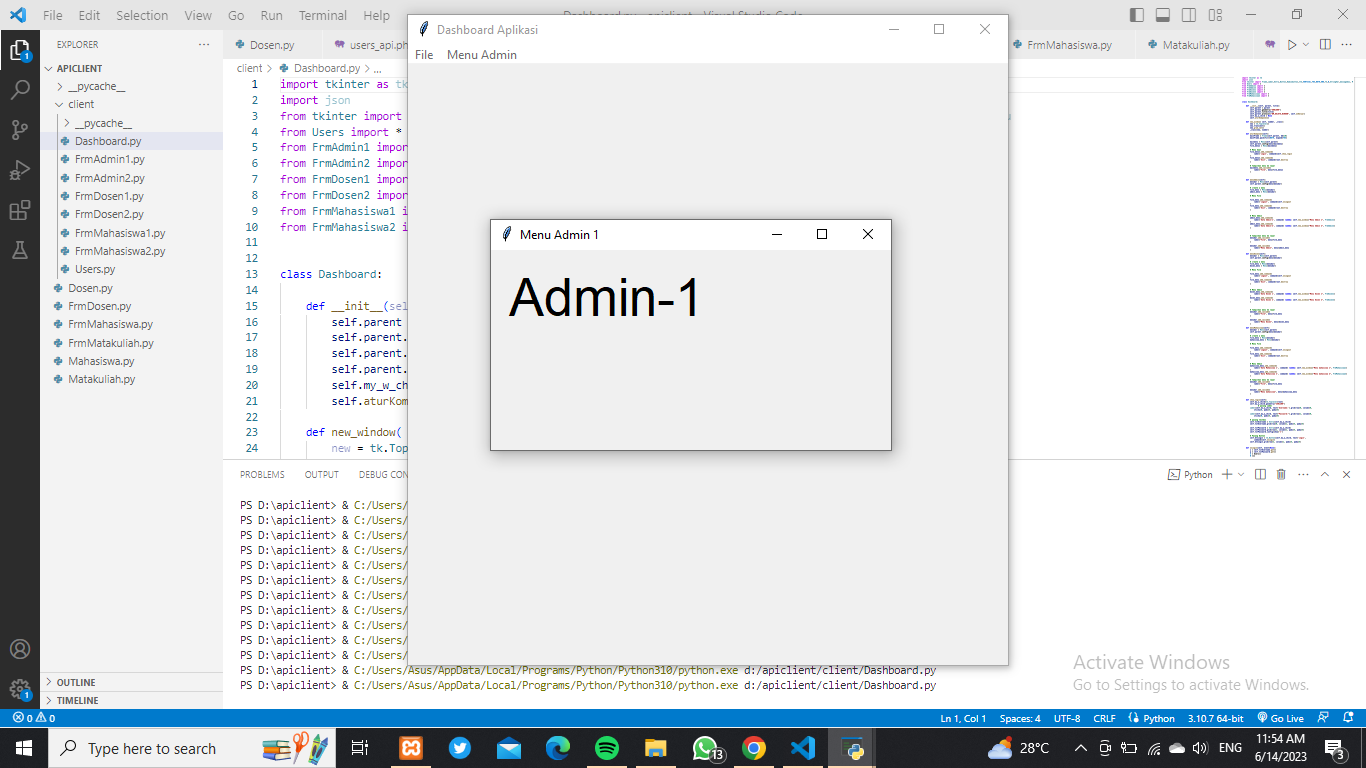 File Edit Selection View Go Run Terminal Help
Dashboard.py - apiclient - Visual Studio Code
Dashboard Aplikasi
File Menu Admin
EXPLORER
APICLIENT
__pycache__
client
__pycache__
Dashboard.py
FrmAdmin1.py
FrmAdmin2.py
FrmDosen1.py
FrmDosen2.py
FrmMahasiswa1.py
FrmMahasiswa2.py
Users.py
Dosen.py
FrmDosen.py
FrmMahasiswa.py
FrmMatakuliah.py
Mahasiswa.py
Matakuliah.py
OUTLINE
TIMELINE
Dosen.py users_api.ph FrmMahasiswa.py Matakuliah.py
client > Dashboard.py > ...
1 import tkinter as tk
2 import json
3 from tkinter import
4 from Users import *
5 from FrmAdmin1 impor
6 from FrmAdmin2 impor
7 from FrmDosen1 impor
8 from FrmDosen2 impor
9 from FrmMahasiswa1 i
10 from FrmMahasiswa2 i
11
12
13 class Dashboard:
14
15 def __init__(sel
16 self.parent
17 self.parent.
18 self.parent.
19 self.parent.
20 self.my_w_ch
21 self.aturKom
22
23 def new_window(
24 new = tk.Top
Menu Admin 1
Admin-1
PROBLEMS OUTPUT DEBUG CON
Python
PS D:\apiclient> & C:/Users/
PS D:\apiclient> & C:/Users/
PS D:\apiclient> & C:/Users/
PS D:\apiclient> & C:/Users/
PS D:\apiclient> & C:/Users/
PS D:\apiclient> & C:/Users/
PS D:\apiclient> & C:/Users/
PS D:\apiclient> & C:/Users/
PS D:\apiclient> & C:/Users/
PS D:\apiclient> & C:/Users/
PS D:\apiclient> & C:/Users/
PS D:\apiclient> & C:/Users/Asus/AppData/Local/Programs/Python/Python310/python.exe d:/apiclient/client/Dashboard.py
PS D:\apiclient> & C:/Users/Asus/AppData/Local/Programs/Python/Python310/python.exe d:/apiclient/client/Dashboard.py
Activate Windows
Go to Settings to activate Windows.
0 0 Ln 1, Col 1 Spaces: 4 UTF-8 CRLF Python 3.10.7 64-bit Go Live
Type here to search
13
28°C
ENG
11:54 AM
6/14/2023
3